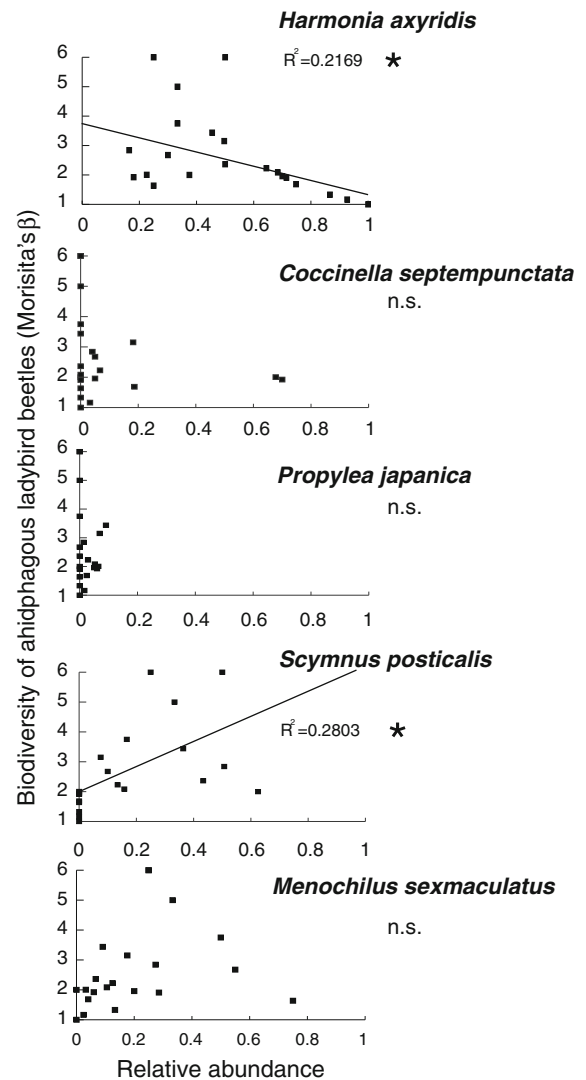 Harmonia axyridis
R²=0.2169 *
6
5
4
3
2
1
0 0.2 0.4 0.6 0.8 1
Coccinella septempunctata
n.s.
6
5
4
3
2
1
0 0.2 0.4 0.6 0.8 1
Propylea japanica
n.s.
6
5
4
3
2
1
0 0.2 0.4 0.6 0.8 1
Scymnus posticalis
R²=0.2803 *
6
5
4
3
2
1
0 0.2 0.4 0.6 0.8 1
Menochilus sexmaculatus
n.s.
6
5
4
3
2
1
0 0.2 0.4 0.6 0.8 1
Relative abundance
Biodiversity of ahidphagous ladybird beetles (Morisita's β)